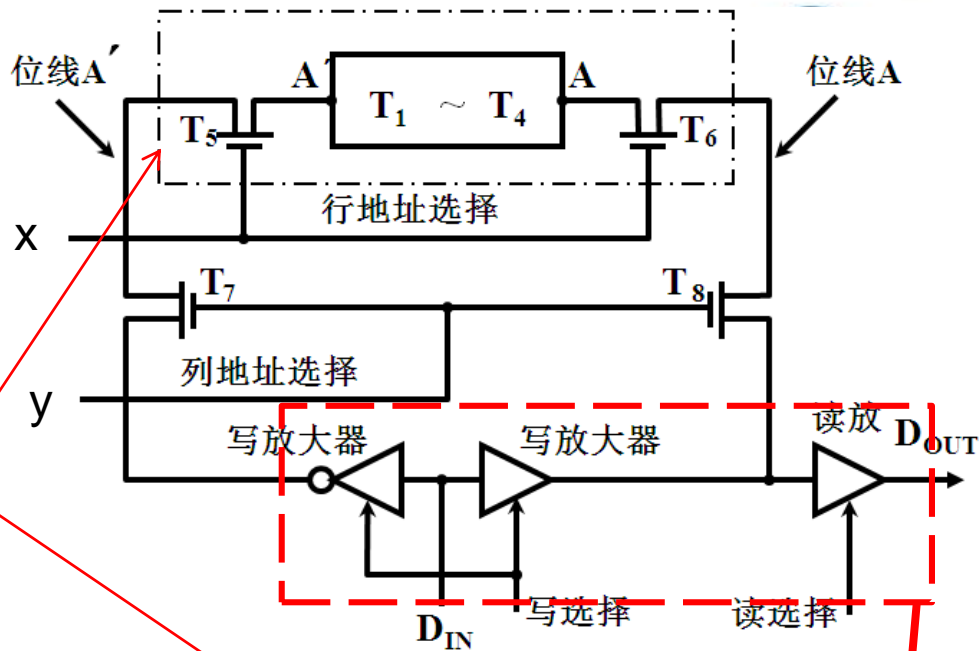 位线A′
A′
T₁ ~ T₄
A
位线A
T₅
T₆
行地址选择
x
T₇
T₈
列地址选择
y
写放大器
写放大器
读放
D_OUT
写选择
读选择
D_IN